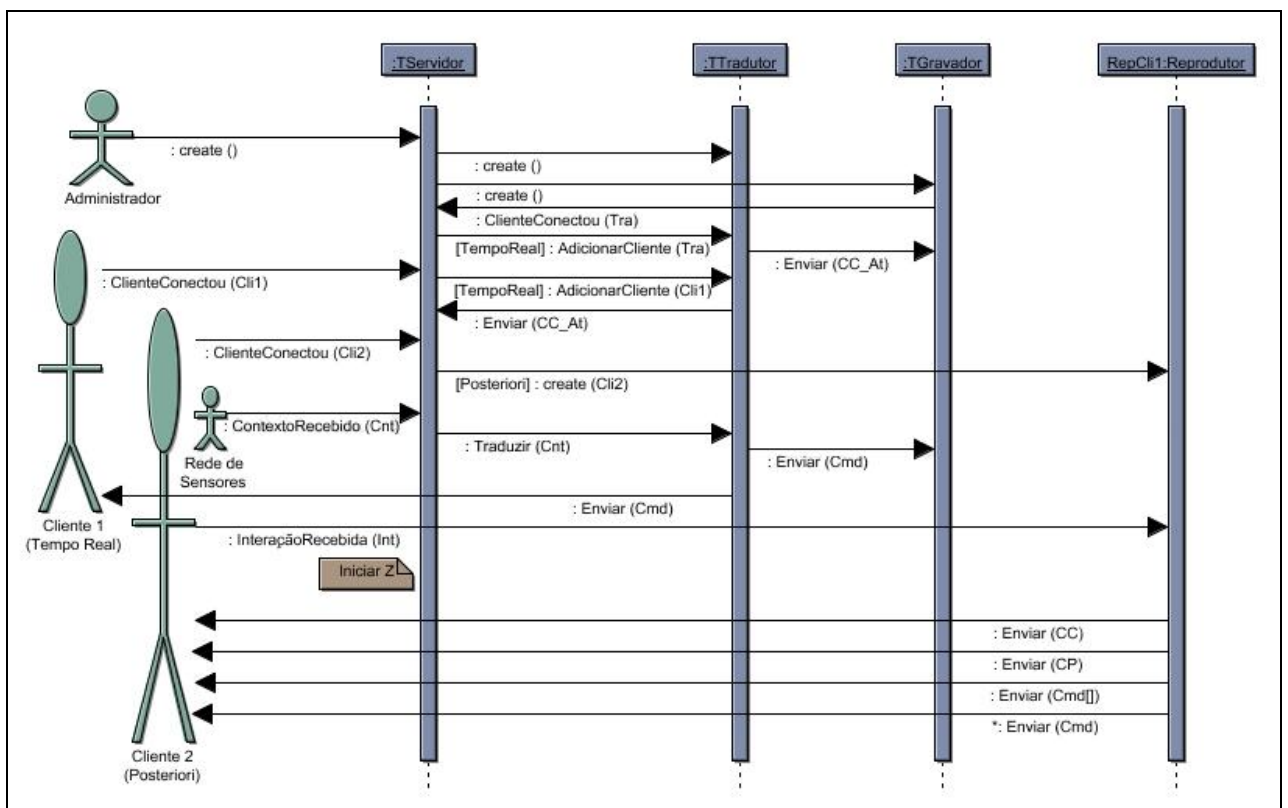 :TServidor
:TTradutor
:TGravador
RepCli1:Reprodutor
: create ()
Administrador
: create ()
: create ()
: ClienteConectou (Tra)
[TempoReal] : AdicionarCliente (Tra)
: Enviar (CC_At)
: ClienteConectou (Cli1)
[TempoReal] : AdicionarCliente (Cli1)
: Enviar (CC_At)
: ClienteConectou (Cli2)
[Posteriori] : create (Cli2)
: ContextoRecebido (Cnt)
: Traduzir (Cnt)
: Enviar (Cmd)
Rede de
Sensores
: Enviar (Cmd)
Cliente 1
(Tempo Real)
: InteraçãoRecebida (Int)
Iniciar Z
: Enviar (CC)
: Enviar (CP)
: Enviar (Cmd[])
*: Enviar (Cmd)
Cliente 2
(Posteriori)